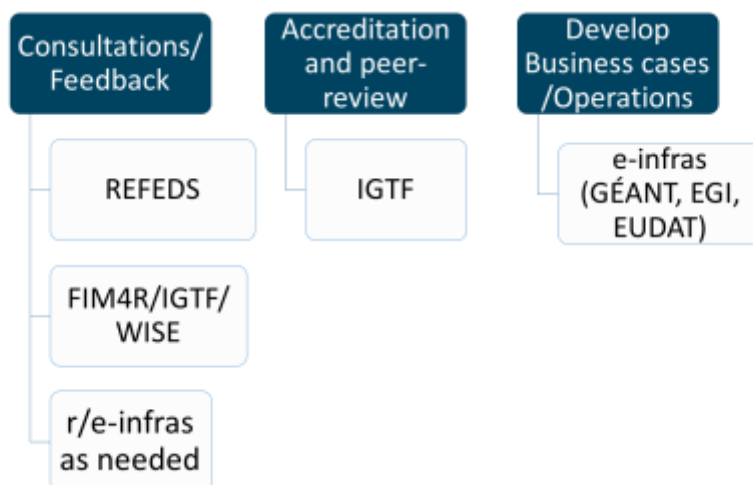 Consultations/
Feedback
REFEDS
FIM4R/IGTF/
WISE
r/e-infras
as needed
Accreditation
and peer-
review
IGTF
Develop
Business cases
/Operations
e-infras
(GÉANT, EGI,
EUDAT)